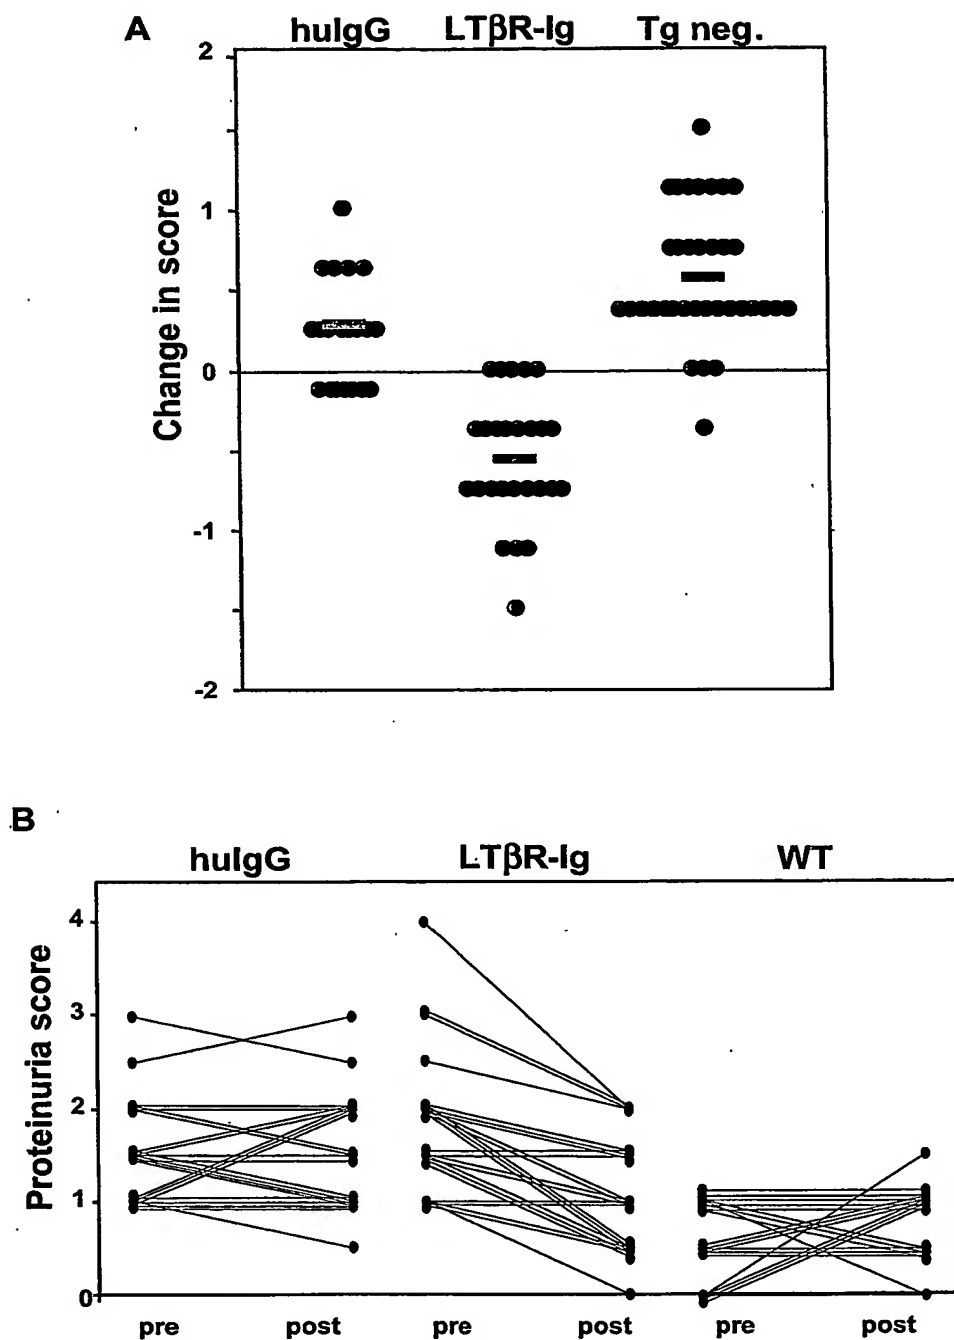 A
huIgG LTβR-Ig Tg neg.
2
1
0
-1
-2
Change in score
B
huIgG LTβR-Ig WT
4
3
2
1
0
Proteinuria score
pre post pre post pre post